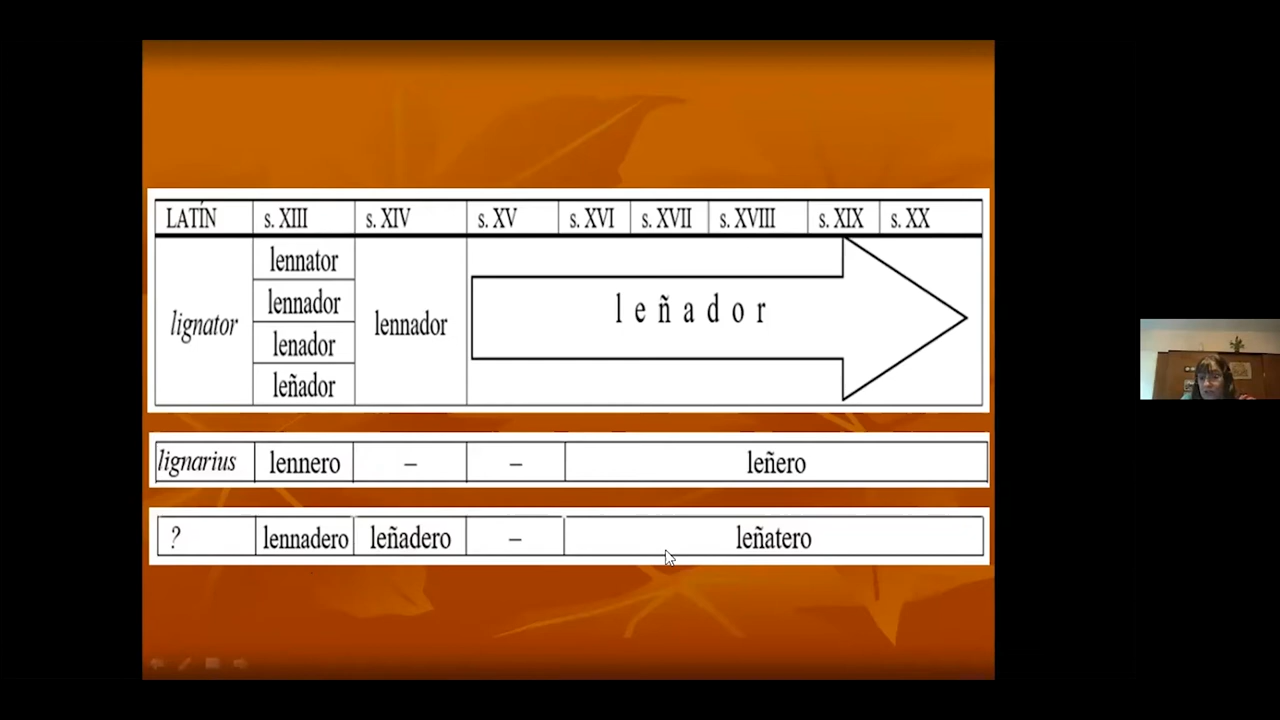 LATÍN s. XIII s. XIV s. XV s. XVI s. XVII s. XVIII s. XIX s. XX
lignator
lennator
lennador
lenador
leñador
lennador
leñador
lignarius lennero – – leñero
? lennadero leñadero – leñatero